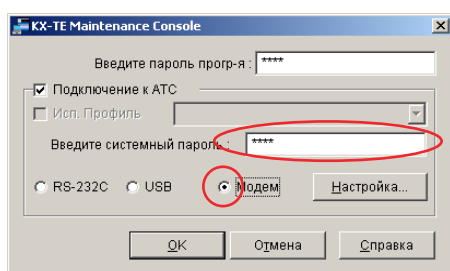 KX-TE Maintenance Console
Введите пароль прогр-я : ****
Подключение к АТС
Исп. Профиль
Введите системный пароль : ****
RS-232C USB Модем Настройка...
OK Отмена Справка